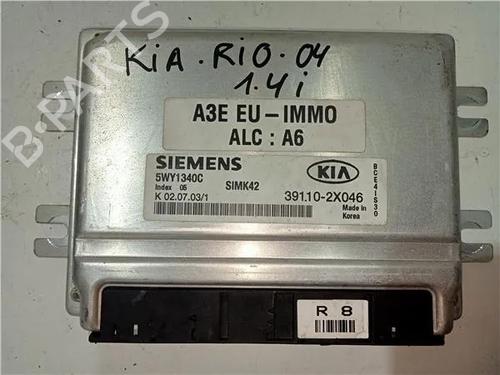 KiA.RIO.04
1.4i
A3E EU-IMMO
ALC : A6
SIEMENS
5WY1340C
Index 05
SIMK42
K 02.07.03/1
KIA
39110-2X046
Made in
Korea
BCE4IS30
R 8
B-PARTS